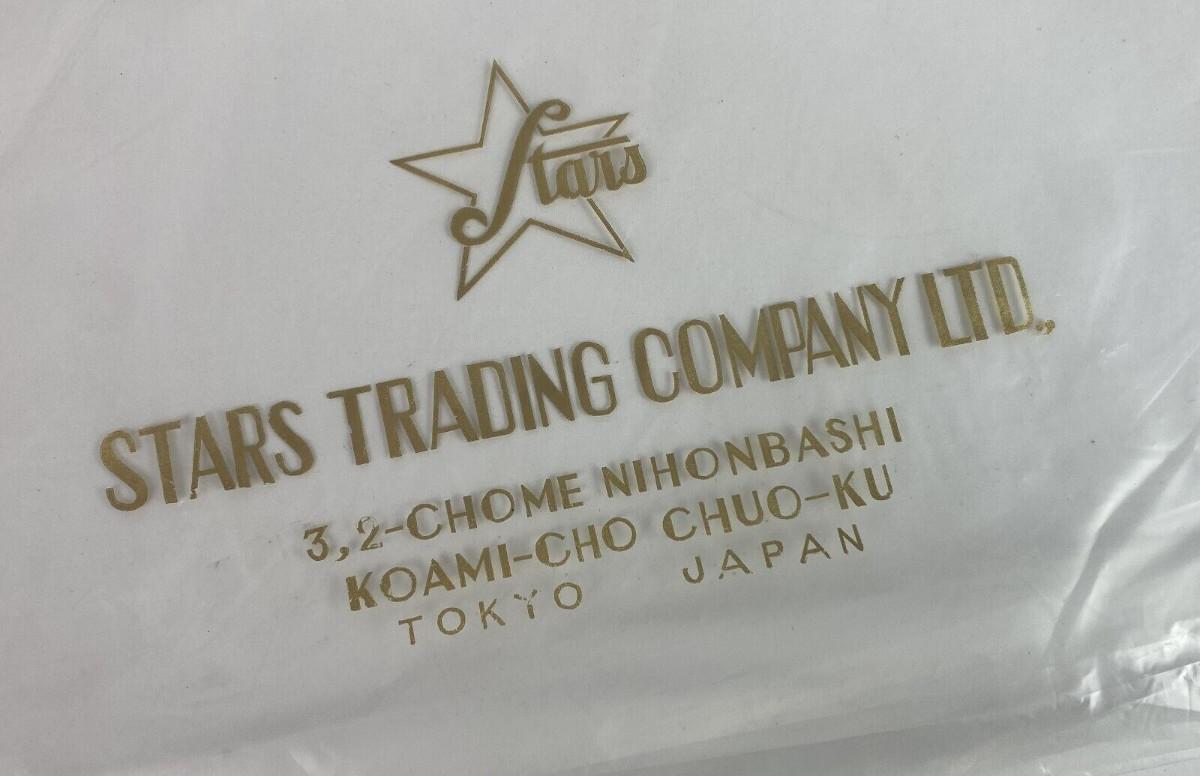 Stars
STARS TRADING COMPANY LTD.,
3,2-CHOME NIHONBASHI
KOAMI-CHO CHUO-KU
TOKYO JAPAN